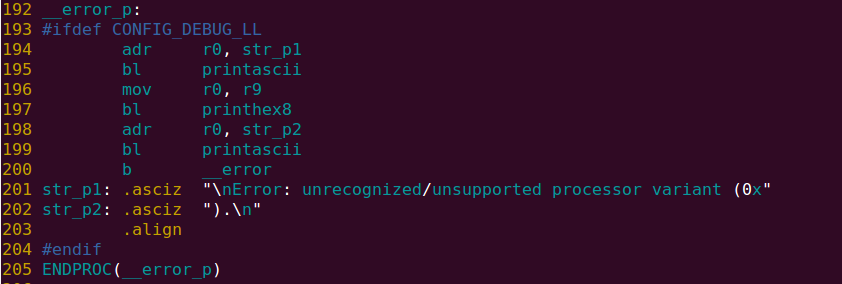 192 __error_p:
193 #ifdef CONFIG_DEBUG_LL
194         adr     r0, str_p1
195         bl      printascii
196         mov     r0, r9
197         bl      printhex8
198         adr     r0, str_p2
199         bl      printascii
200         b       __error
201 str_p1: .asciz  "\nError: unrecognized/unsupported processor variant (0x"
202 str_p2: .asciz  ").\n"
203         .align
204 #endif
205 ENDPROC(__error_p)